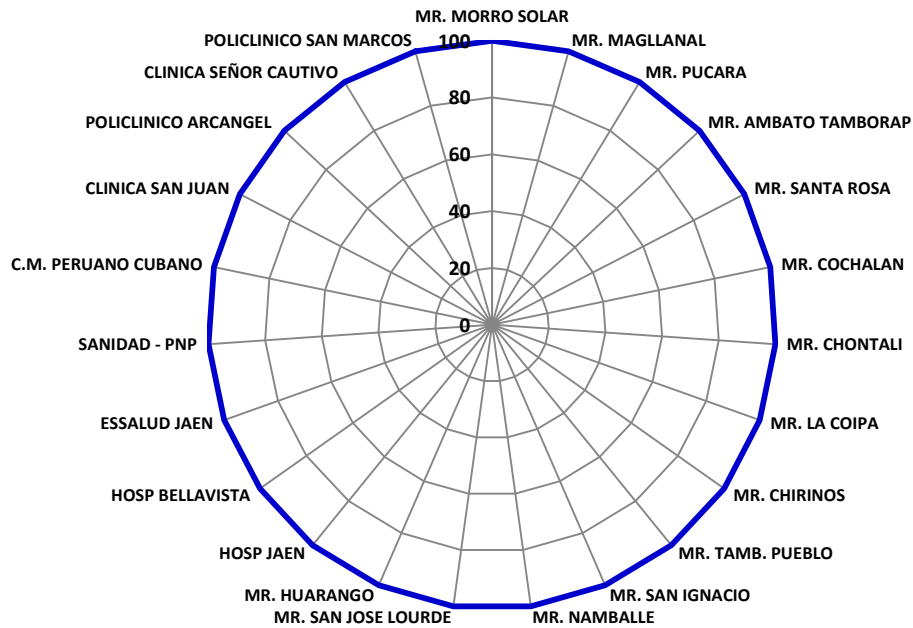 MR. MORRO SOLAR
MR. MAGLLANAL
MR. PUCARA
MR. AMBATO TAMBORAP
MR. SANTA ROSA
MR. COCHALAN
MR. CHONTALI
MR. LA COIPA
MR. CHIRINOS
MR. TAMB. PUEBLO
MR. SAN IGNACIO
MR. NAMBALLE
MR. SAN JOSE LOURDE
MR. HUARANGO
HOSP JAEN
HOSP BELLAVISTA
ESSALUD JAEN
SANIDAD - PNP
C.M. PERUANO CUBANO
CLINICA SAN JUAN
POLICLINICO ARCANGEL
CLINICA SEÑOR CAUTIVO
POLICLINICO SAN MARCOS
100
80
60
40
20
0